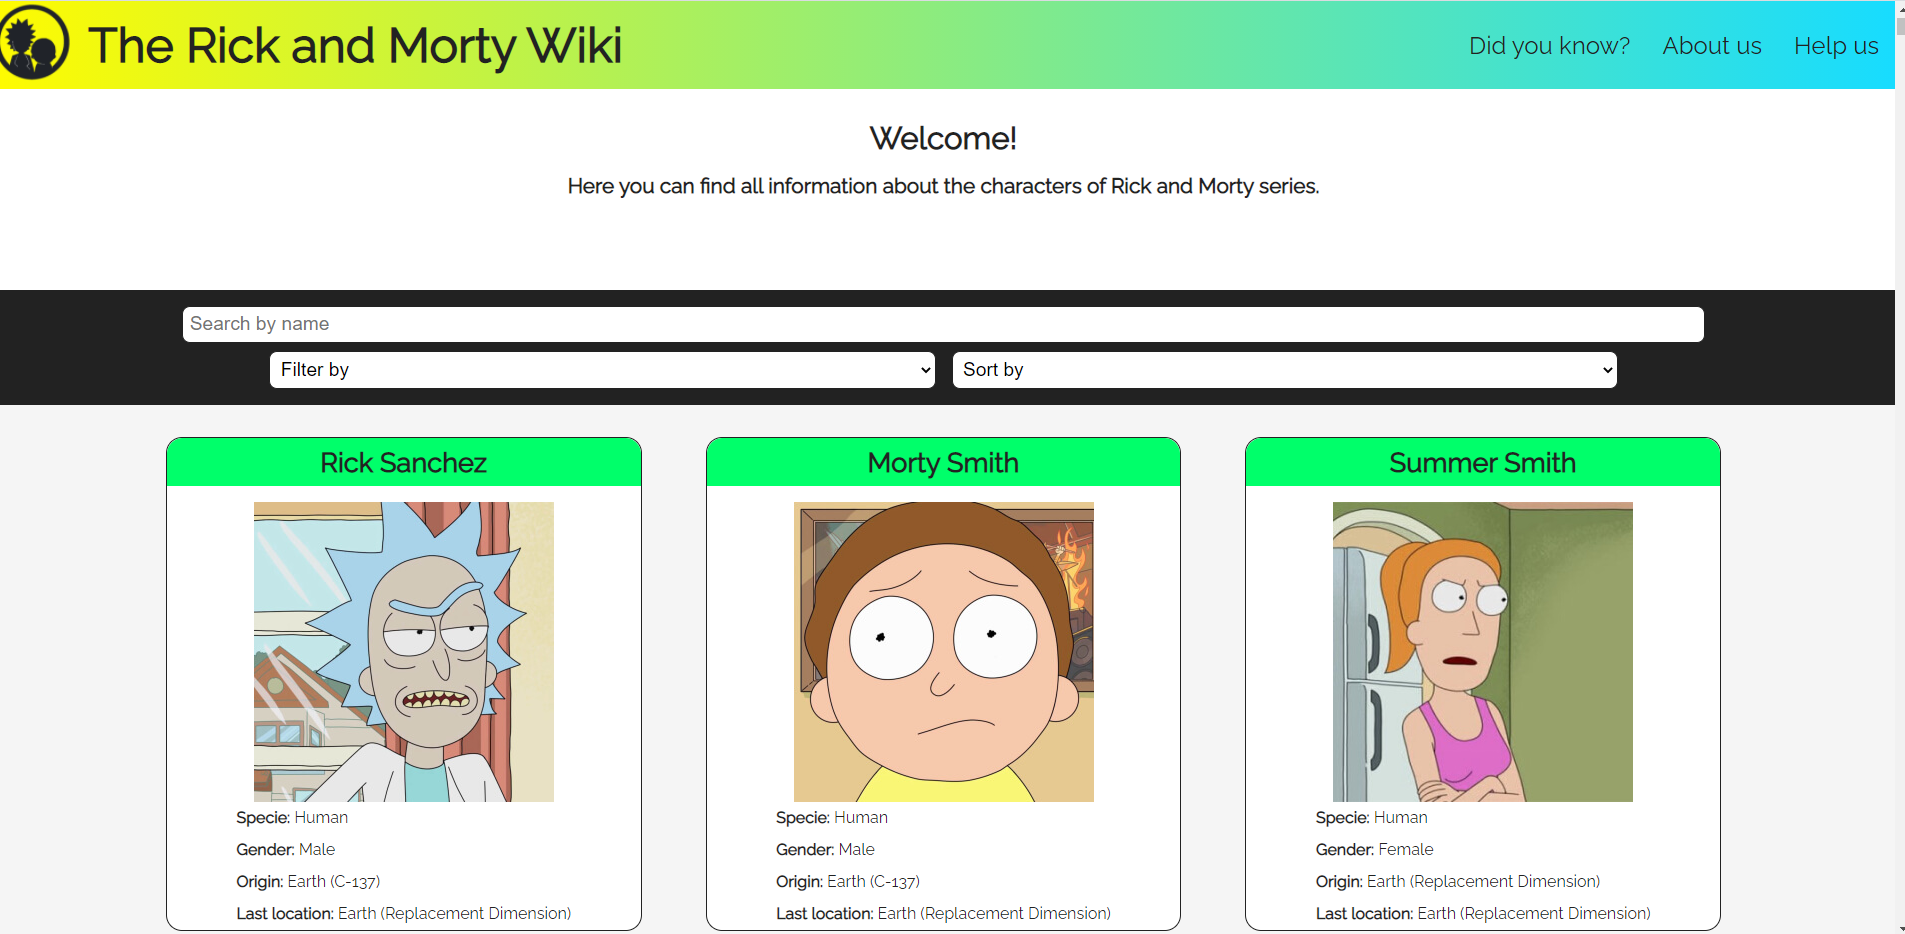 The Rick and Morty Wiki
Did you know? About us Help us
Welcome!
Here you can find all information about the characters of Rick and Morty series.
Search by name
Filter by
Sort by
Rick Sanchez
Specie: Human
Gender: Male
Origin: Earth (C-137)
Last location: Earth (Replacement Dimension)
Morty Smith
Specie: Human
Gender: Male
Origin: Earth (C-137)
Last location: Earth (Replacement Dimension)
Summer Smith
Specie: Human
Gender: Female
Origin: Earth (Replacement Dimension)
Last location: Earth (Replacement Dimension)